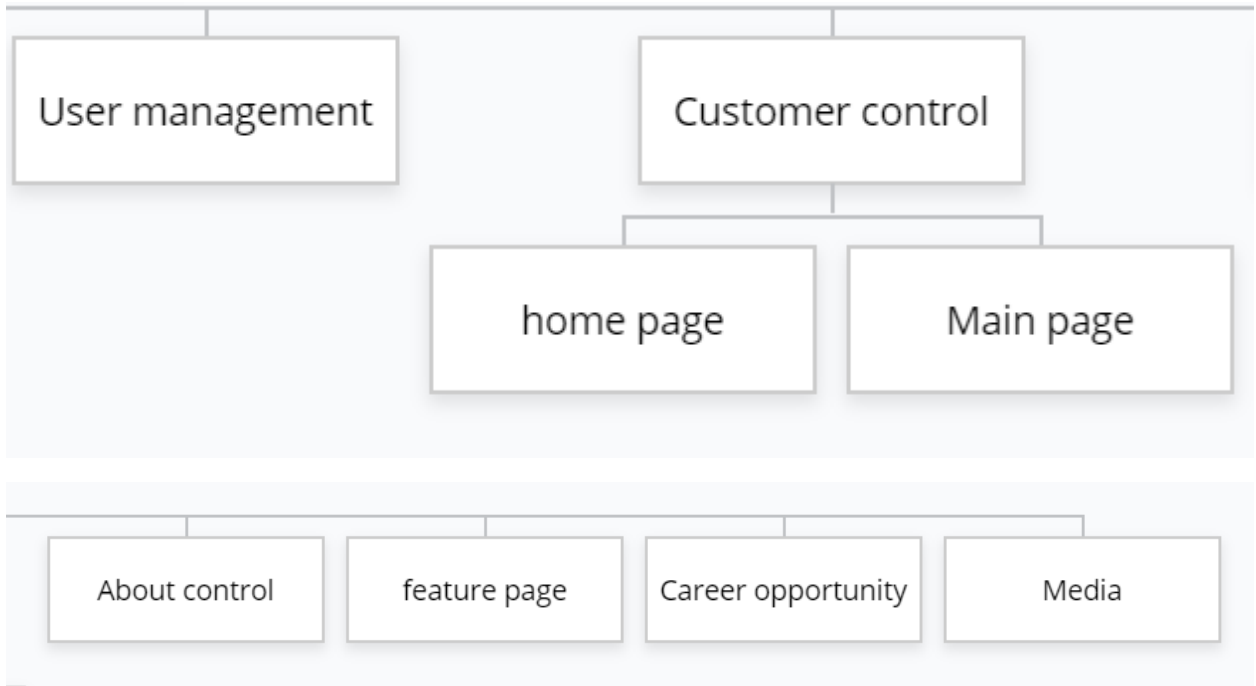 User management
Customer control
home page
Main page
About control
feature page
Career opportunity
Media